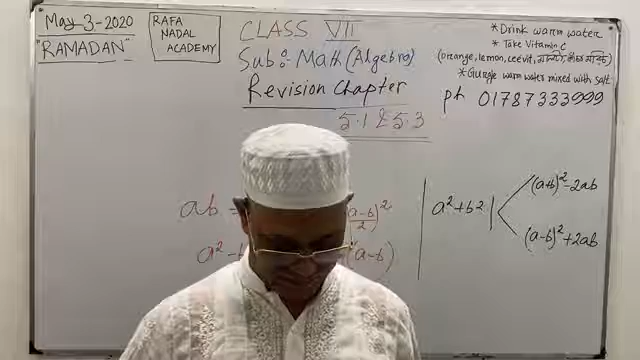 May-3-2020
"RAMADAN"
RAFA
NADAL
ACADEMY
CLASS VII
Sub:- Math (Algebra)
Revision Chapter
5.1 & 5.3
* Drink warm water
* Take Vitamin C
(orange, lemon, ceevit,
* Gurgle warm water mixed with salt
ph 01787333999
ab = (a-b)²
2
a² - b (a-b)
a² + b²
(a+b)² - 2ab
(a-b)² + 2ab